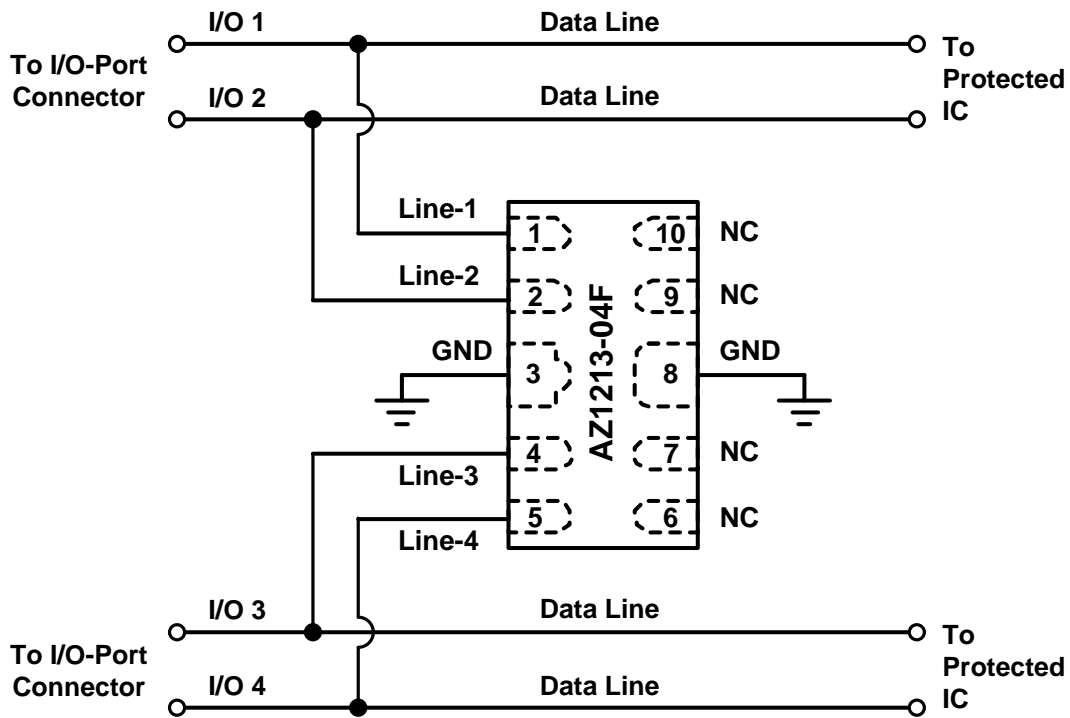 I/O 1
Data Line
To I/O-Port
Connector
To
Protected
IC
I/O 2
Data Line
Line-1
1
10
NC
Line-2
2
9
NC
AZ1213-04F
GND
3
8
GND
4
7
NC
Line-3
5
6
NC
Line-4
I/O 3
Data Line
To I/O-Port
Connector
To
Protected
IC
I/O 4
Data Line